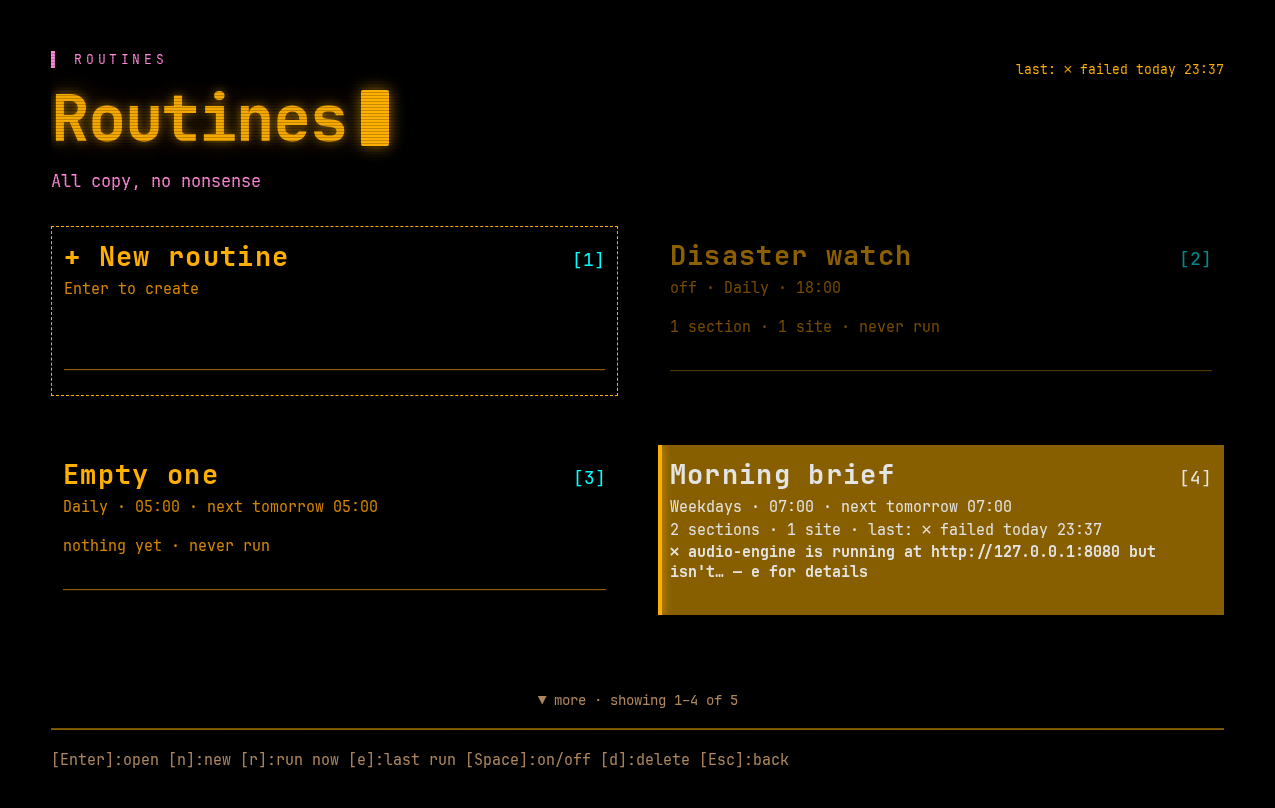 ROUTINES
last: × failed today 23:37
Routines
All copy, no nonsense
+ New routine [1]
Enter to create
Disaster watch [2]
off · Daily · 18:00
1 section · 1 site · never run
Empty one [3]
Daily · 05:00 · next tomorrow 05:00
nothing yet · never run
Morning brief [4]
Weekdays · 07:00 · next tomorrow 07:00
2 sections · 1 site · last: × failed today 23:37
× audio-engine is running at http://127.0.0.1:8080 but
isn't… — e for details
▼ more · showing 1–4 of 5
[Enter]:open [n]:new [r]:run now [e]:last run [Space]:on/off [d]:delete [Esc]:back